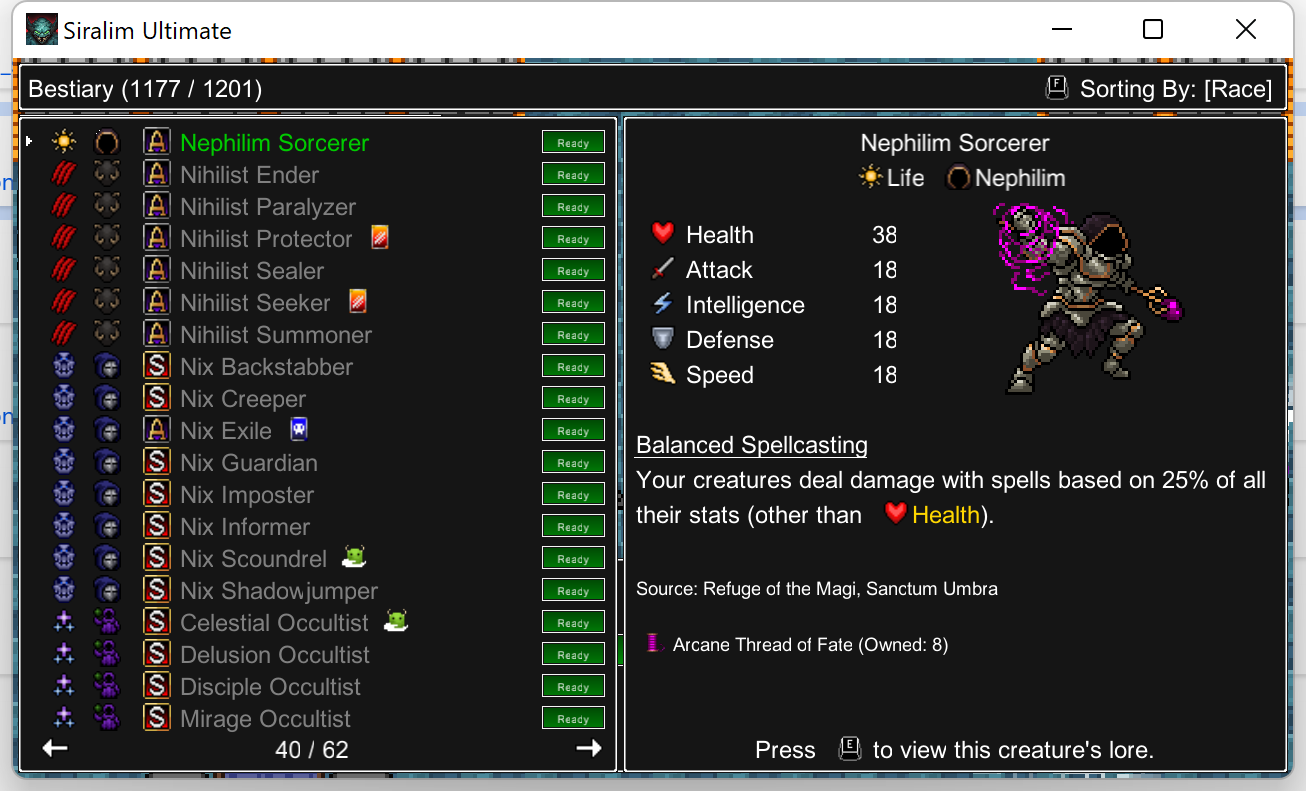 Siralim Ultimate
Bestiary (1177 / 1201)
F Sorting By: [Race]
A Nephilim Sorcerer Ready
A Nihilist Ender Ready
A Nihilist Paralyzer Ready
A Nihilist Protector Ready
A Nihilist Sealer Ready
A Nihilist Seeker Ready
A Nihilist Summoner Ready
S Nix Backstabber Ready
S Nix Creeper Ready
A Nix Exile Ready
S Nix Guardian Ready
S Nix Imposter Ready
S Nix Informer Ready
S Nix Scoundrel Ready
S Nix Shadowjumper Ready
S Celestial Occultist Ready
S Delusion Occultist Ready
S Disciple Occultist Ready
S Mirage Occultist Ready
40 / 62
Nephilim Sorcerer
Life Nephilim
Health 38
Attack 18
Intelligence 18
Defense 18
Speed 18
Balanced Spellcasting
Your creatures deal damage with spells based on 25% of all
their stats (other than Health).
Source: Refuge of the Magi, Sanctum Umbra
Arcane Thread of Fate (Owned: 8)
Press E to view this creature's lore.